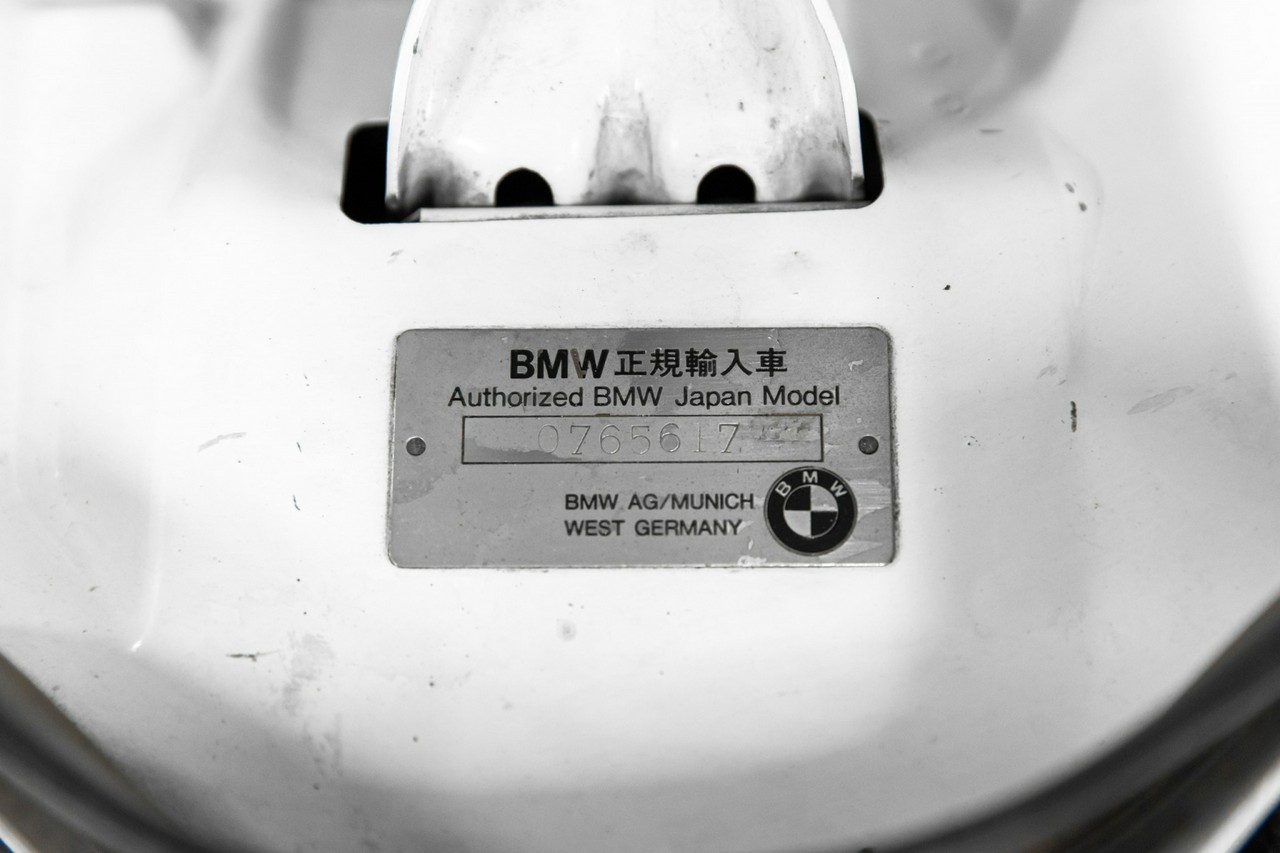 BMW正規輸入車
Authorized BMW Japan Model
0765617
BMW AG/MUNICH
WEST GERMANY
BMW